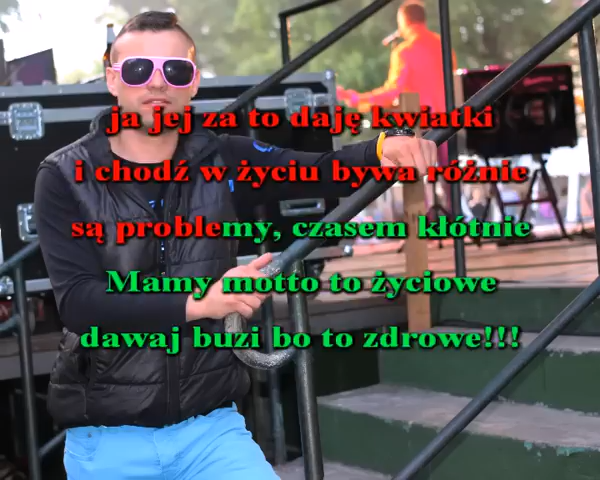 ja jej za to daję kwiatki
i chodź w życiu bywa różnie
są problemy, czasem kłótnie
Mamy motto to życiowe
dawaj buzi bo to zdrowe!!!